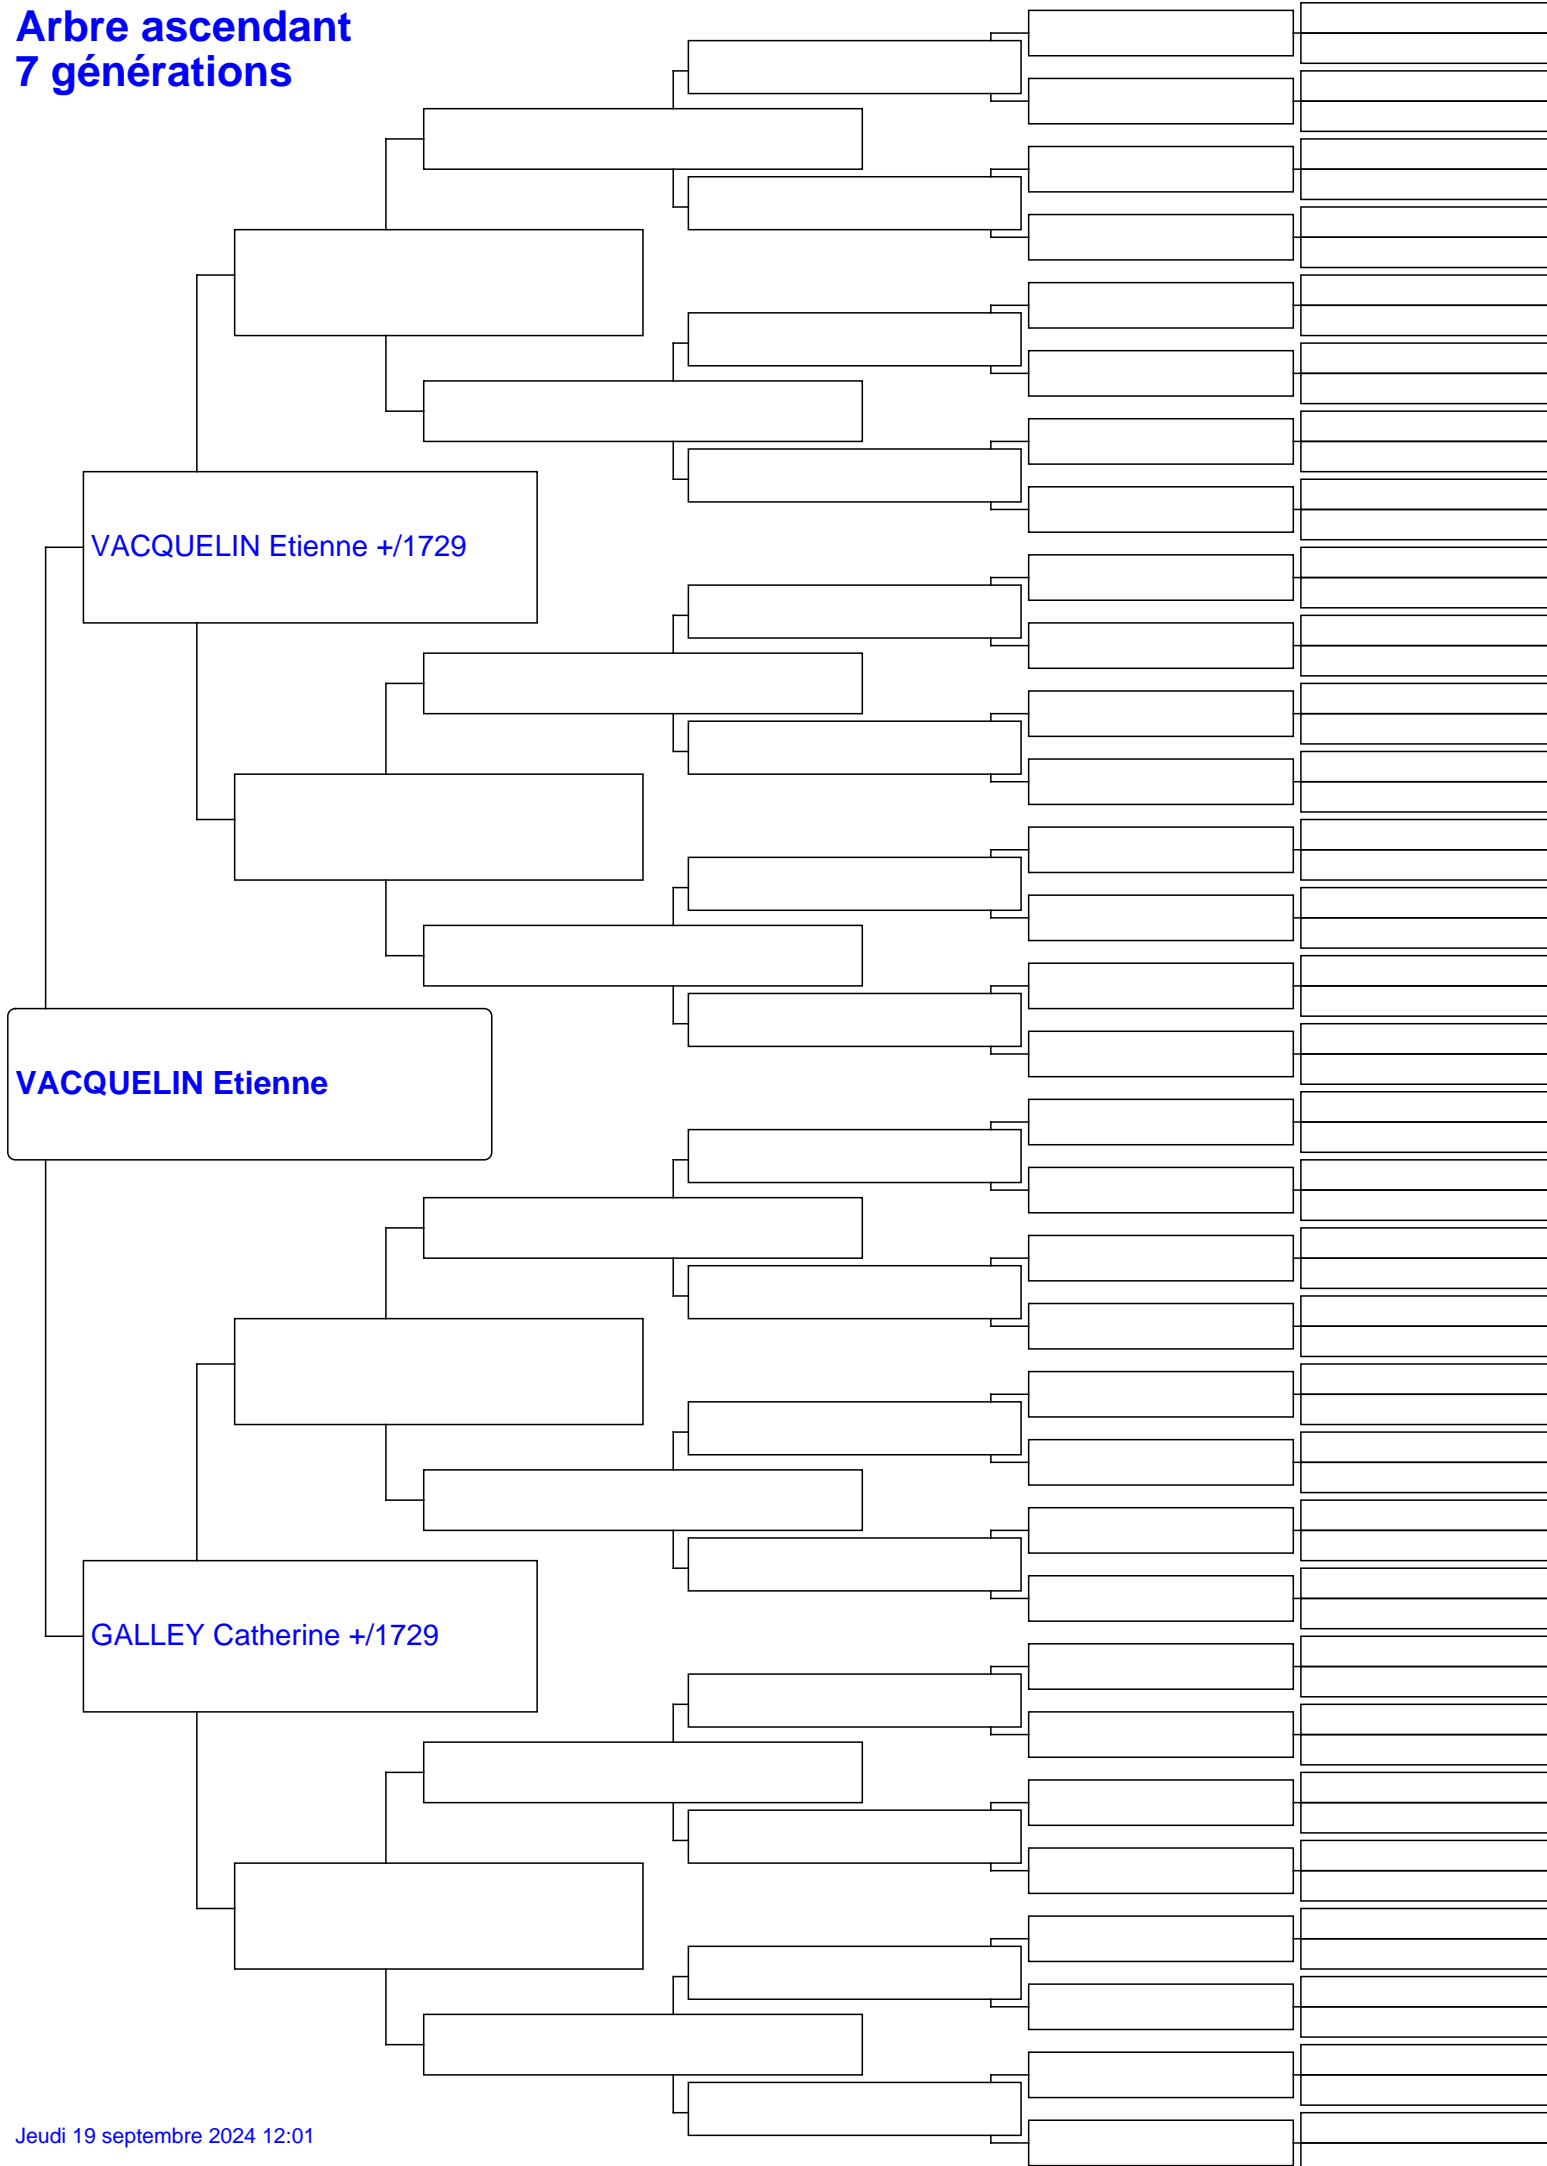 Arbre ascendant
7 générations
VACQUELIN Etienne +/1729
VACQUELIN Etienne
GALLEY Catherine +/1729
Jeudi 19 septembre 2024 12:01